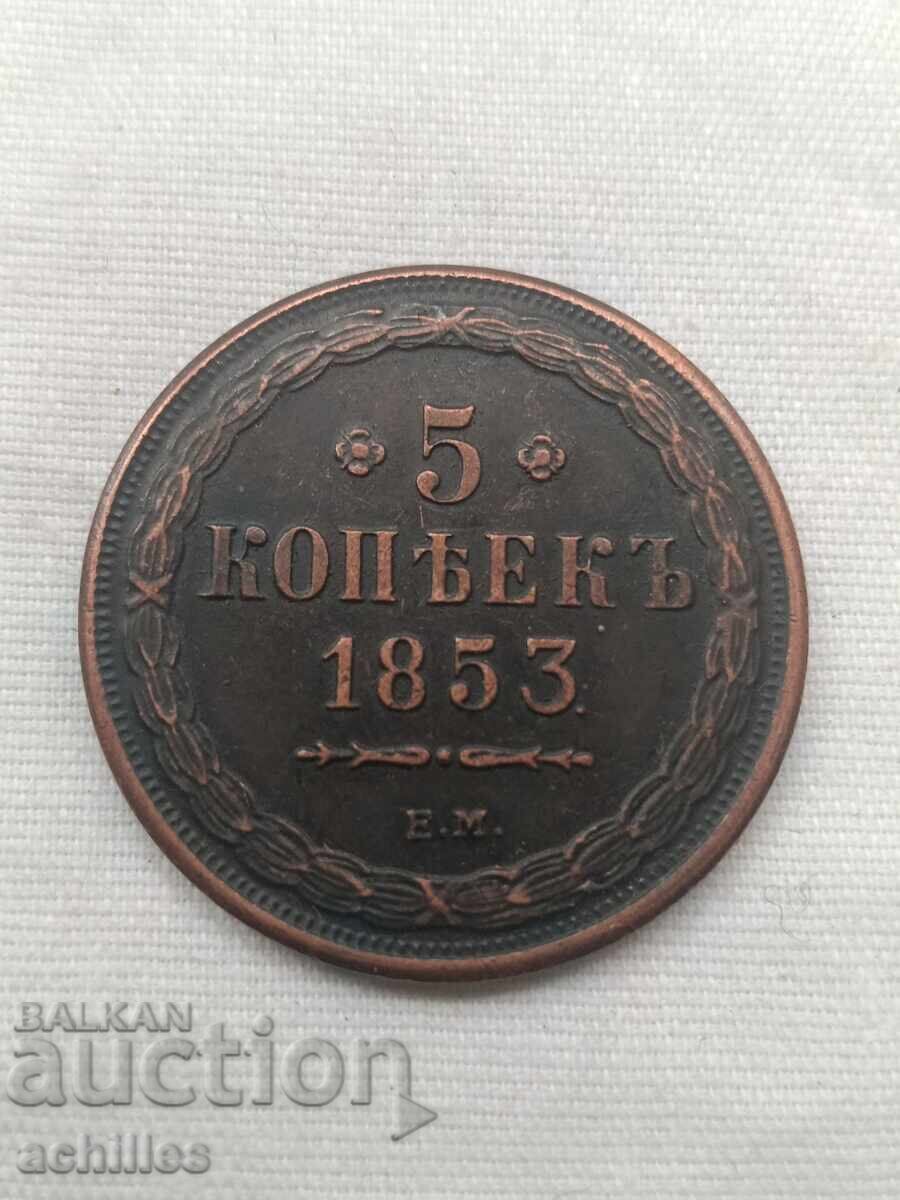 5
КОПѢЕКЪ
1853
Е.М.
BALKAN
auction
achilles